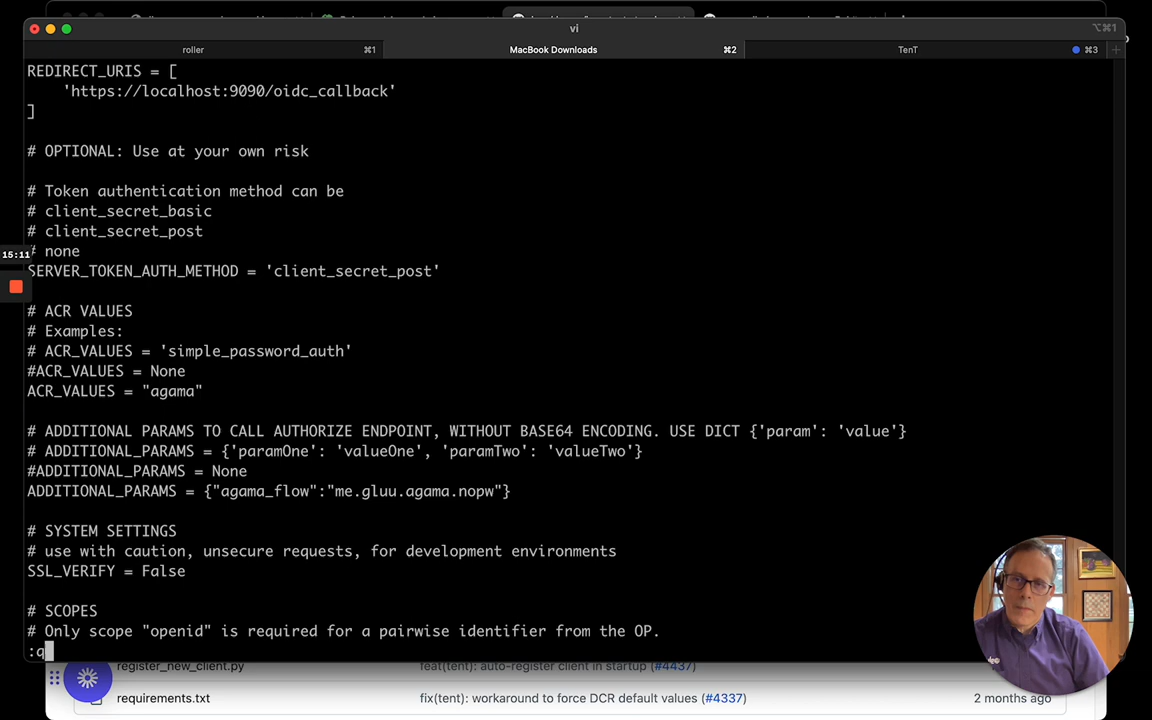 vi
⌥⌘1
roller ⌘1 MacBook Downloads ⌘2 TenT ⌘3
REDIRECT_URIS = [
'https://localhost:9090/oidc_callback'
]
# OPTIONAL: Use at your own risk
# Token authentication method can be
# client_secret_basic
# client_secret_post
# none
15:11
SERVER_TOKEN_AUTH_METHOD = 'client_secret_post'
# ACR VALUES
# Examples:
# ACR_VALUES = 'simple_password_auth'
#ACR_VALUES = None
ACR_VALUES = "agama"
# ADDITIONAL PARAMS TO CALL AUTHORIZE ENDPOINT, WITHOUT BASE64 ENCODING. USE DICT {'param': 'value'}
# ADDITIONAL_PARAMS = {'paramOne': 'valueOne', 'paramTwo': 'valueTwo'}
#ADDITIONAL_PARAMS = None
ADDITIONAL_PARAMS = {"agama_flow":"me.gluu.agama.nopw"}
# SYSTEM SETTINGS
# use with caution, unsecure requests, for development environments
SSL_VERIFY = False
# SCOPES
# Only scope "openid" is required for a pairwise identifier from the OP.
:q
register_new_client.py feat(tent): auto-register client in startup (#4437)
requirements.txt fix(tent): workaround to force DCR default values (#4337) 2 months ago